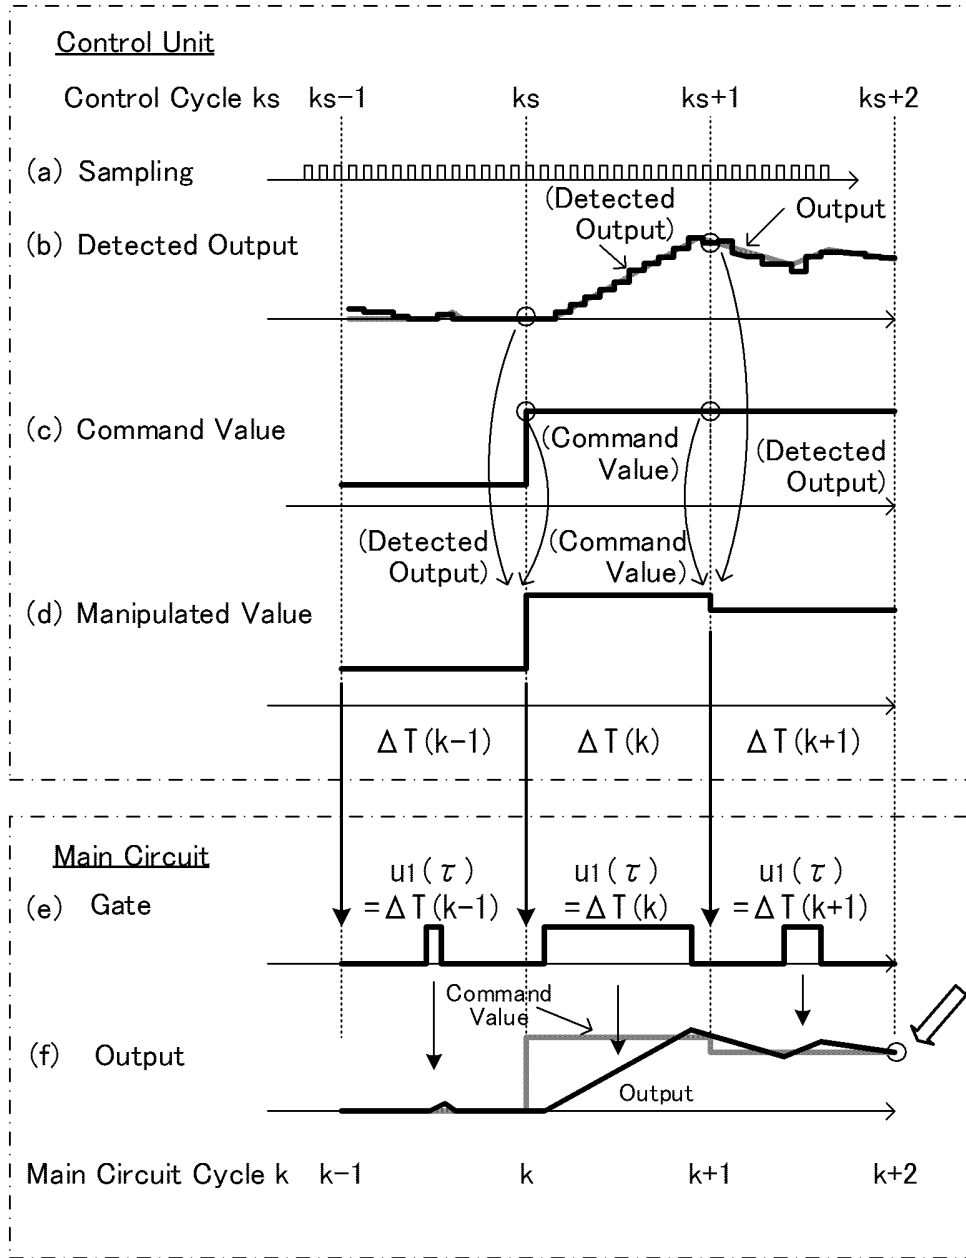 Control Unit
Control Cycle ks ks−1 ks ks+1 ks+2
(a) Sampling
(Detected
Output)
Output
(b) Detected Output
(c) Command Value
(Command
Value)
(Detected
Output)
(Detected
Output)
(Command
Value)
(d) Manipulated Value
ΔT(k−1) ΔT(k) ΔT(k+1)
Main Circuit
u1(τ) u1(τ) u1(τ)
(e) Gate =ΔT(k−1) =ΔT(k) =ΔT(k+1)
Command
Value
(f) Output
Output
Main Circuit Cycle k k−1 k k+1 k+2